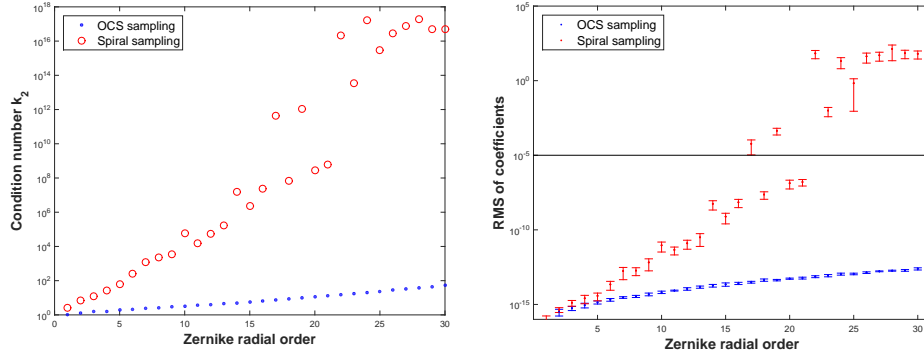 OCS sampling
Spiral sampling
Condition number k2
10^18
10^16
10^14
10^12
10^10
10^8
10^6
10^4
10^2
10^0
0 5 10 15 20 25 30
Zernike radial order
OCS sampling
Spiral sampling
RMS of coefficients
10^5
10^0
10^-5
10^-10
10^-15
5 10 15 20 25 30
Zernike radial order